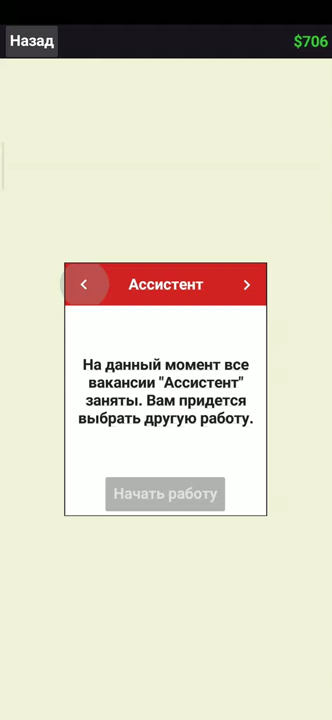 Назад
$706
Ассистент
На данный момент все
вакансии "Ассистент"
заняты. Вам придется
выбрать другую работу.
Начать работу